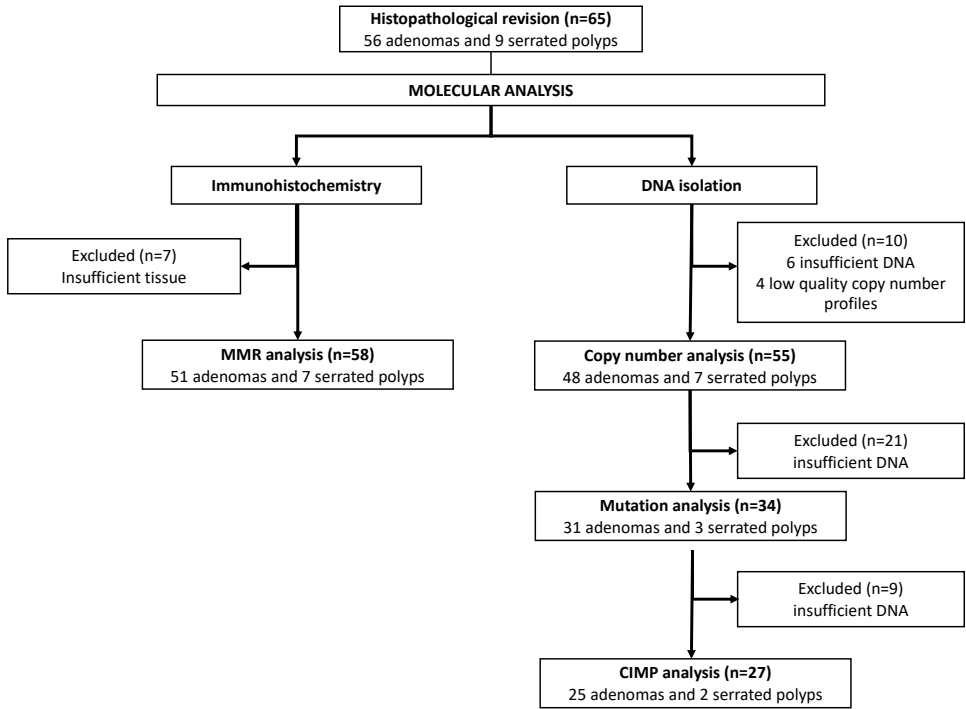 Histopathological revision (n=65)
56 adenomas and 9 serrated polyps
MOLECULAR ANALYSIS
Immunohistochemistry
DNA isolation
Excluded (n=7)
Insufficient tissue
Excluded (n=10)
6 insufficient DNA
4 low quality copy number
profiles
MMR analysis (n=58)
51 adenomas and 7 serrated polyps
Copy number analysis (n=55)
48 adenomas and 7 serrated polyps
Excluded (n=21)
insufficient DNA
Mutation analysis (n=34)
31 adenomas and 3 serrated polyps
Excluded (n=9)
insufficient DNA
CIMP analysis (n=27)
25 adenomas and 2 serrated polyps